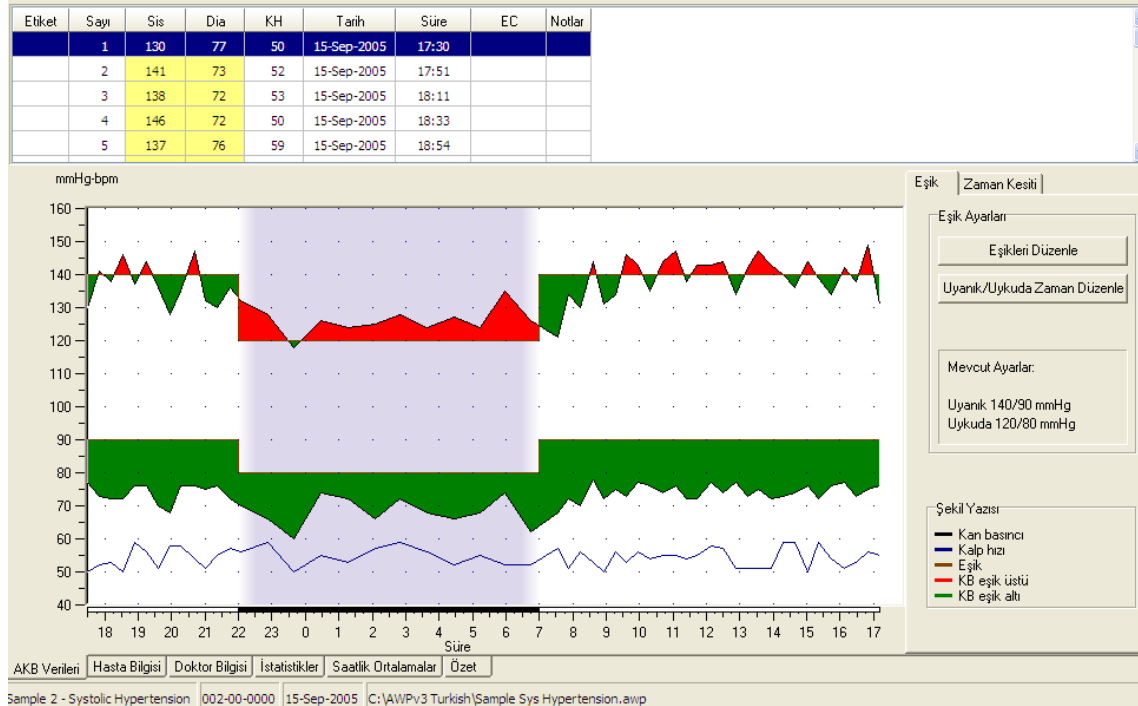 Etiket Sayı Sis Dia KH Tarih Süre EC Notlar
1 130 77 50 15-Sep-2005 17:30
2 141 73 52 15-Sep-2005 17:51
3 138 72 53 15-Sep-2005 18:11
4 146 72 50 15-Sep-2005 18:33
5 137 76 59 15-Sep-2005 18:54
mmHg-bpm
160
150
140
130
120
110
100
90
80
70
60
50
40
18 19 20 21 22 23 0 1 2 3 4 5 6 7 8 9 10 11 12 13 14 15 16 17
Süre
Eşik Zaman Kesiti
Eşik Ayarları
Eşikleri Düzenle
Uyanık/Uykuda Zaman Düzenle
Mevcut Ayarlar:
Uyanık 140/90 mmHg
Uykuda 120/80 mmHg
Şekil Yazısı
Kan basıncı
Kalp hızı
Eşik
KB eşik üstü
KB eşik altı
AKB Verileri Hasta Bilgisi Doktor Bilgisi İstatistikler Saatlik Ortalamalar Özet
Sample 2 - Systolic Hypertension 002-00-0000 15-Sep-2005 C:\AWPv3 Turkish\Sample Sys Hypertension.awp